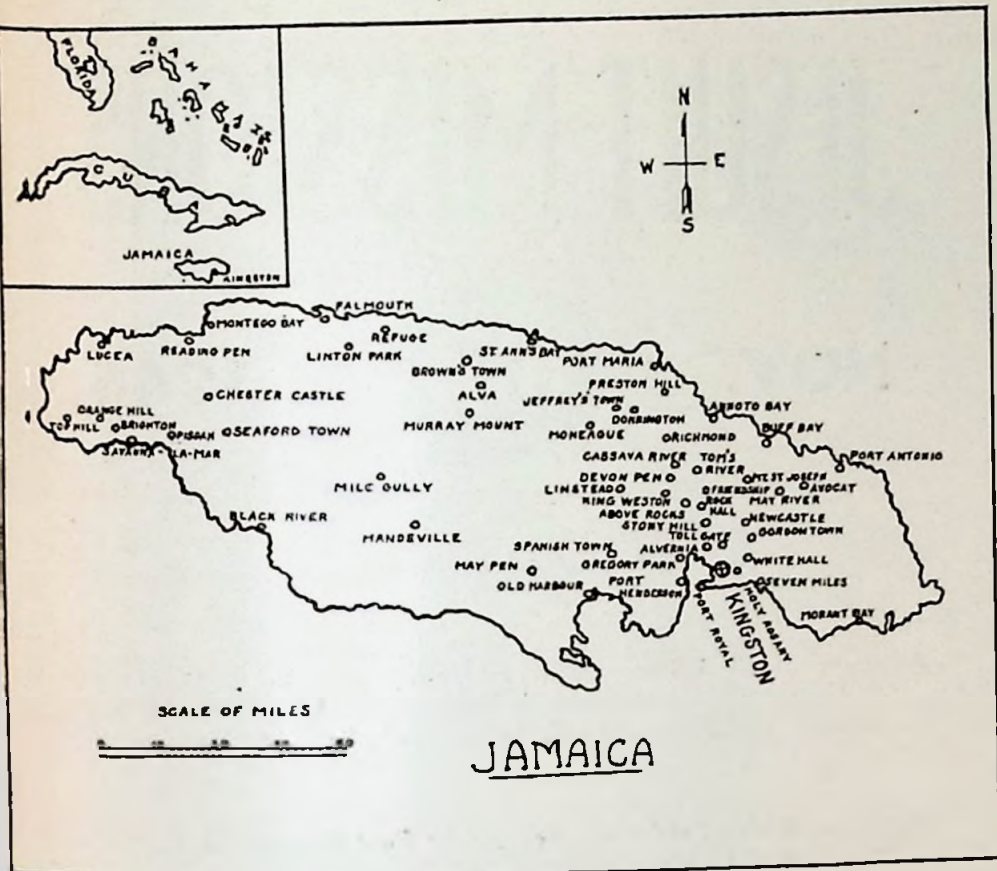 FLORIDA
BAHAMAS
CUBA
JAMAICA
KINGSTON
N
W E
S
FALMOUTH
MONTEGO BAY
REFUGE
LUCEA
READING PEN
LINTON PARK
ST ANN'S BAY
PORT MARIA
BROWN'S TOWN
PRESTON HILL
CHESTER CASTLE
ALVA
JEFFREY'S TOWN
ORANGE HILL
DONNINGTON
ANNOTO BAY
TOP HILL
BRIGHTON
PISGAH
SEAFORD TOWN
MURRAY MOUNT
MONEAGUE
RICHMOND
BUFF BAY
SAVANNA-LA-MAR
CASSAVA RIVER
TOM'S RIVER
PORT ANTONIO
MILE GULLY
DEVON PEN
MT ST JOSEPH
LINSTEAD
FRIENDSHIP
AVOCAT
KING WESTON
ROCK HALL
MAY RIVER
BLACK RIVER
ABOVE ROCKS
NEWCASTLE
MANDEVILLE
STONY HILL
GORDON TOWN
TOLL GATE
SPANISH TOWN
ALVERNIA
MAY PEN
GREGORY PARK
WHITE HALL
OLD HARBOUR
PORT HENDERSON
SEVEN MILES
PORT ROYAL
KINGSTON
HOLY ROSARY
MORANT BAY
SCALE OF MILES
JAMAICA